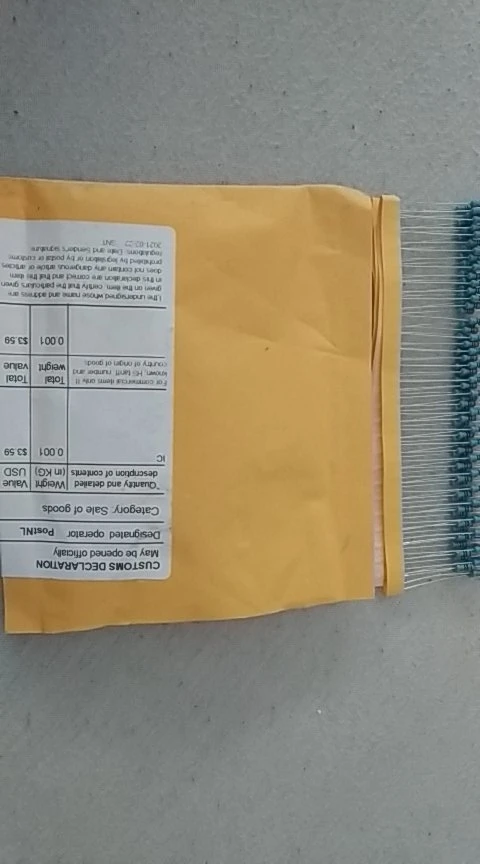 CUSTOMS DECLARATION
May be opened officially
Designated operator PostNL
Category: Sale of goods
*Quantity and detailed description of contents
Weight (in KG)
Value USD
IC
0.001
$3.59
For commercial items only If known, HS tariff number and country of origin of goods
Total weight
Total value
0.001
$3.59
I,the undersigned whose name and address are
given on the item, certify that the particulars given
in this declaration are correct and that this item
does not contain any dangerous article or articles
prohibited by legislation or by postal or customs
regulations. Date and Sender's signature